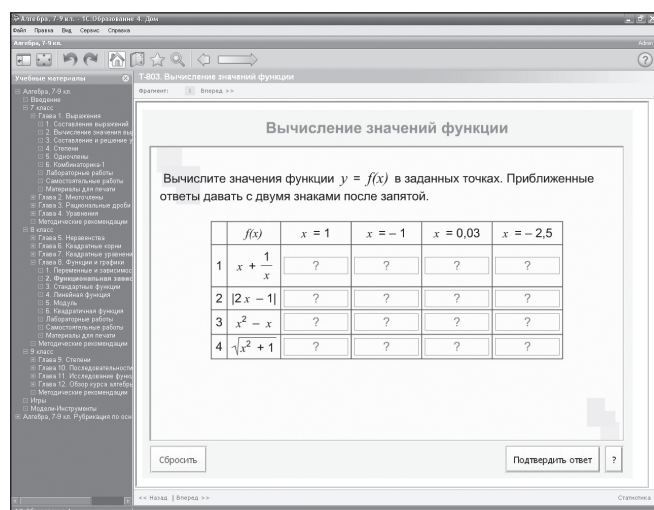 Алгебра, 7-9 кл. - 1С:Образование 4. Дом
Файл Правка Вид Сервис Справка
Алгебра, 7-9 кл.
Admin
Учебные материалы
Т-803. Вычисление значений функции
Фрагмент: 1 Вперед >>
Алгебра, 7-9 кл.
Введение
7 класс
Глава 1. Выражения
1. Составление выражений
2. Вычисление значения выр
3. Составление и решение у
4. Степени
5. Одночлены
6. Комбинаторика-1
Лабораторные работы
Самостоятельные работы
Материалы для печати
Глава 2. Многочлены
Глава 3. Рациональные дроби
Глава 4. Уравнения
Методические рекомендации
8 класс
Глава 5. Неравенства
Глава 6. Квадратные корни
Глава 7. Квадратные уравнени
Глава 8. Функции и графики
1. Переменные и зависимос
2. Функциональная завис
3. Стандартные функции
4. Линейная функция
5. Модуль
6. Квадратичная функция
Лабораторные работы
Самостоятельные работы
Материалы для печати
Методические рекомендации
9 класс
Глава 9. Степени
Глава 10. Последовательности
Глава 11. Исследование функ
Глава 12. Обзор курса алгебры
Методические рекомендации
Игры
Модели-Инструменты
Алгебра, 7-9 кл. Рубрикация по осн
Вычисление значений функции
Вычислите значения функции y = f(x) в заданных точках. Приближенные
ответы давать с двумя знаками после запятой.
f(x) x = 1 x = – 1 x = 0,03 x = – 2,5
1 x + 1/x ? ? ? ?
2 |2x – 1| ? ? ? ?
3 x² – x ? ? ? ?
4 √x² + 1 ? ? ? ?
Сбросить Подтвердить ответ ?
<< Назад | Вперед >> Статистика